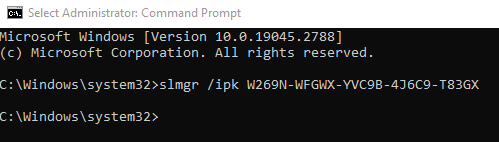 Select Administrator: Command Prompt
Microsoft Windows [Version 10.0.19045.2788]
(c) Microsoft Corporation. All rights reserved.
C:\Windows\system32>slmgr /ipk W269N-WFGWX-YVC9B-4J6C9-T83GX
C:\Windows\system32>